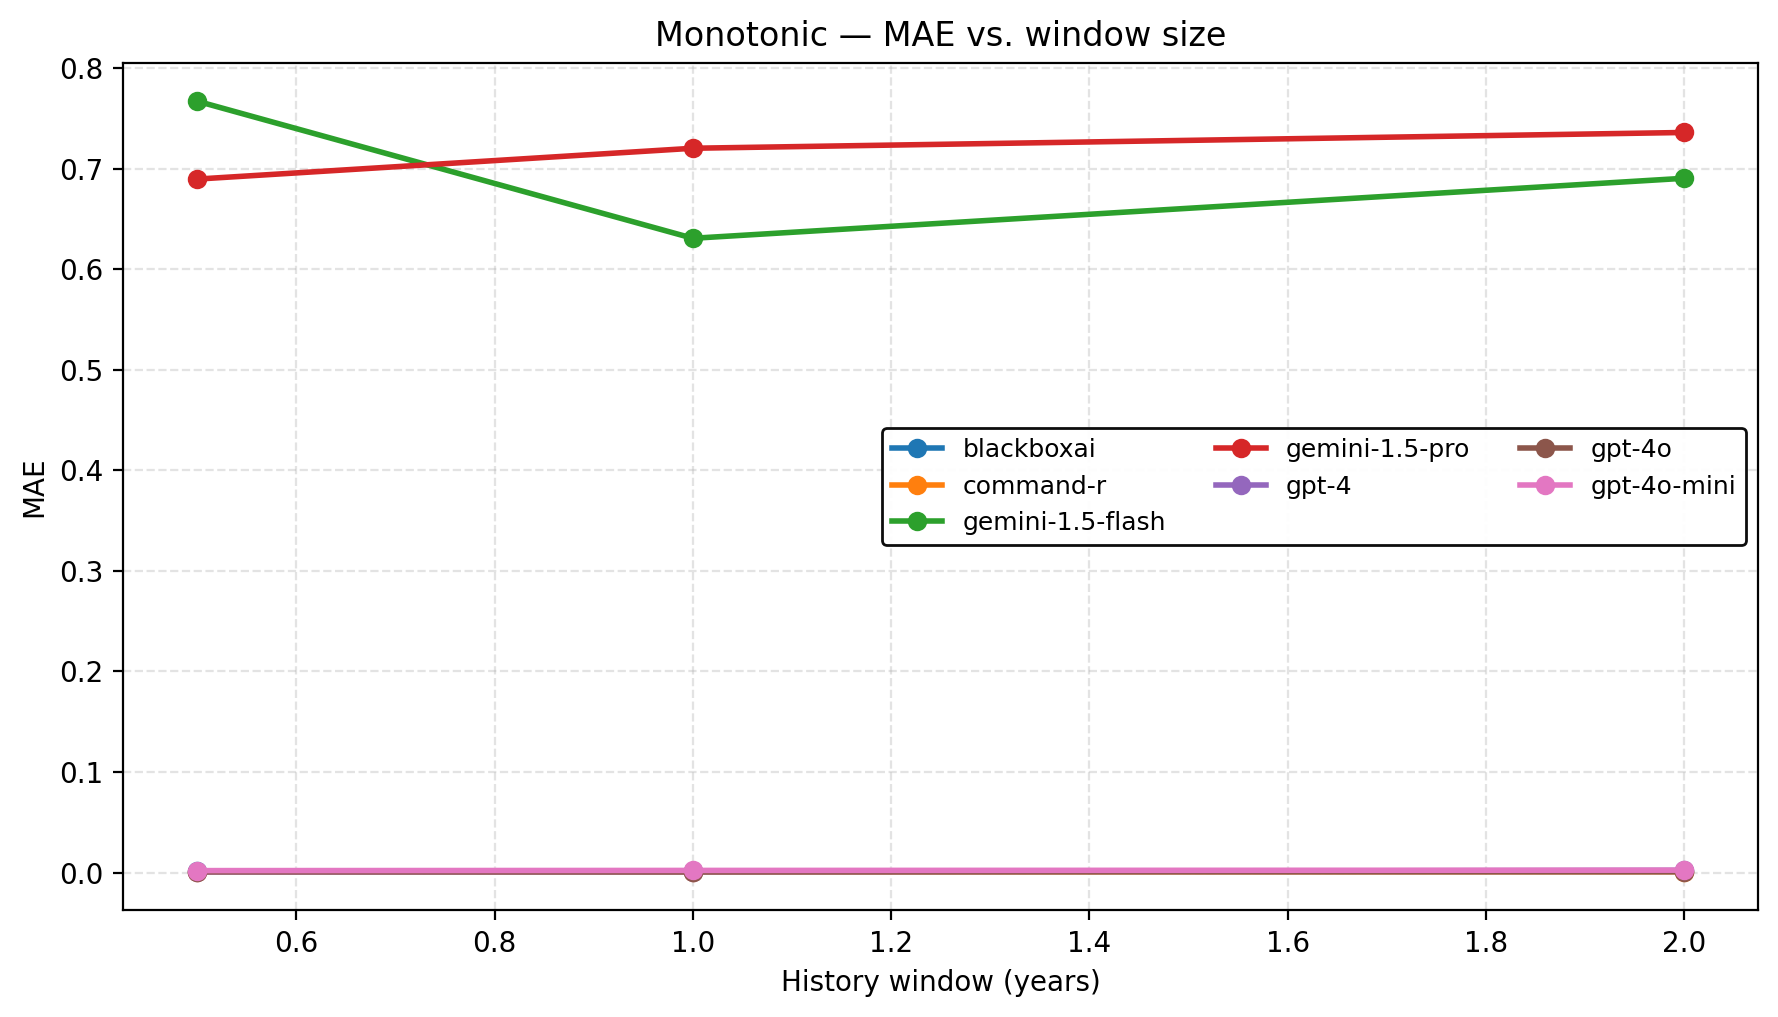 Monotonic — MAE vs. window size
MAE
0.8
0.7
0.6
0.5
0.4
0.3
0.2
0.1
0.0
blackboxai
command-r
gemini-1.5-flash
gemini-1.5-pro
gpt-4
gpt-4o
gpt-4o-mini
0.6 0.8 1.0 1.2 1.4 1.6 1.8 2.0
History window (years)